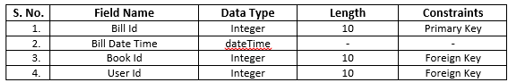 S. No. Field Name Data Type Length Constraints
1. Bill Id Integer 10 Primary Key
2. Bill Date Time dateTime - -
3. Book Id Integer 10 Foreign Key
4. User Id Integer 10 Foreign Key